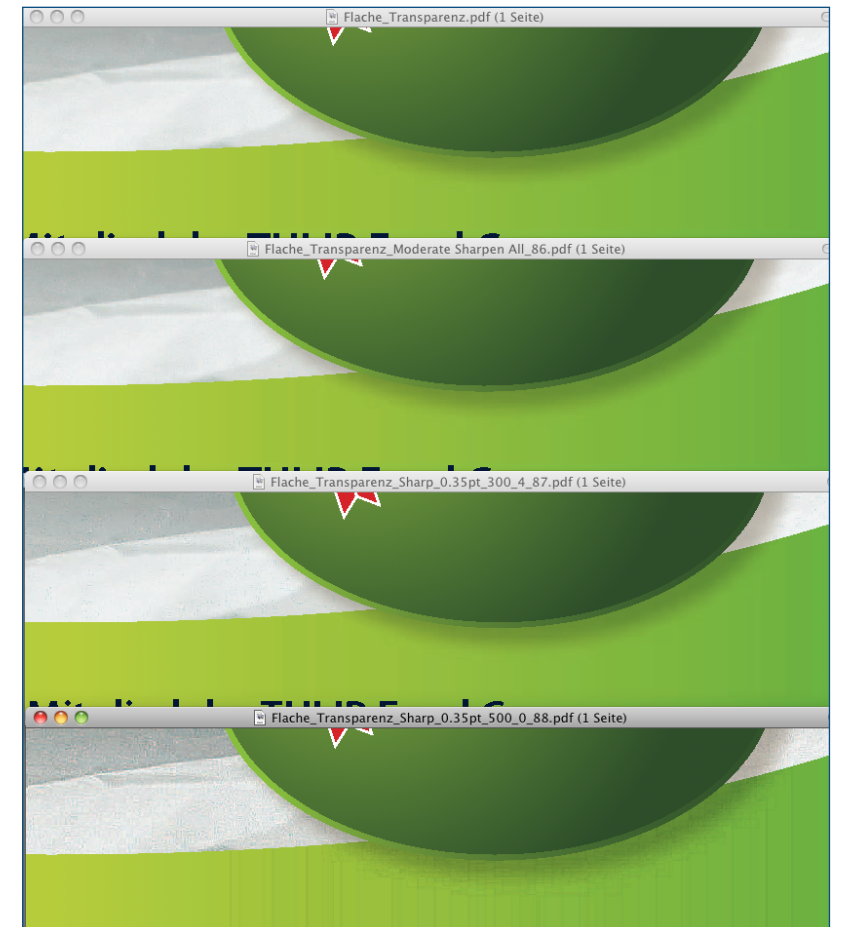 Flache_Transparenz.pdf (1 Seite)
Flache_Transparenz_Moderate Sharpen All_86.pdf (1 Seite)
Flache_Transparenz_Sharp_0.35pt_300_4_87.pdf (1 Seite)
Flache_Transparenz_Sharp_0.35pt_500_0_88.pdf (1 Seite)